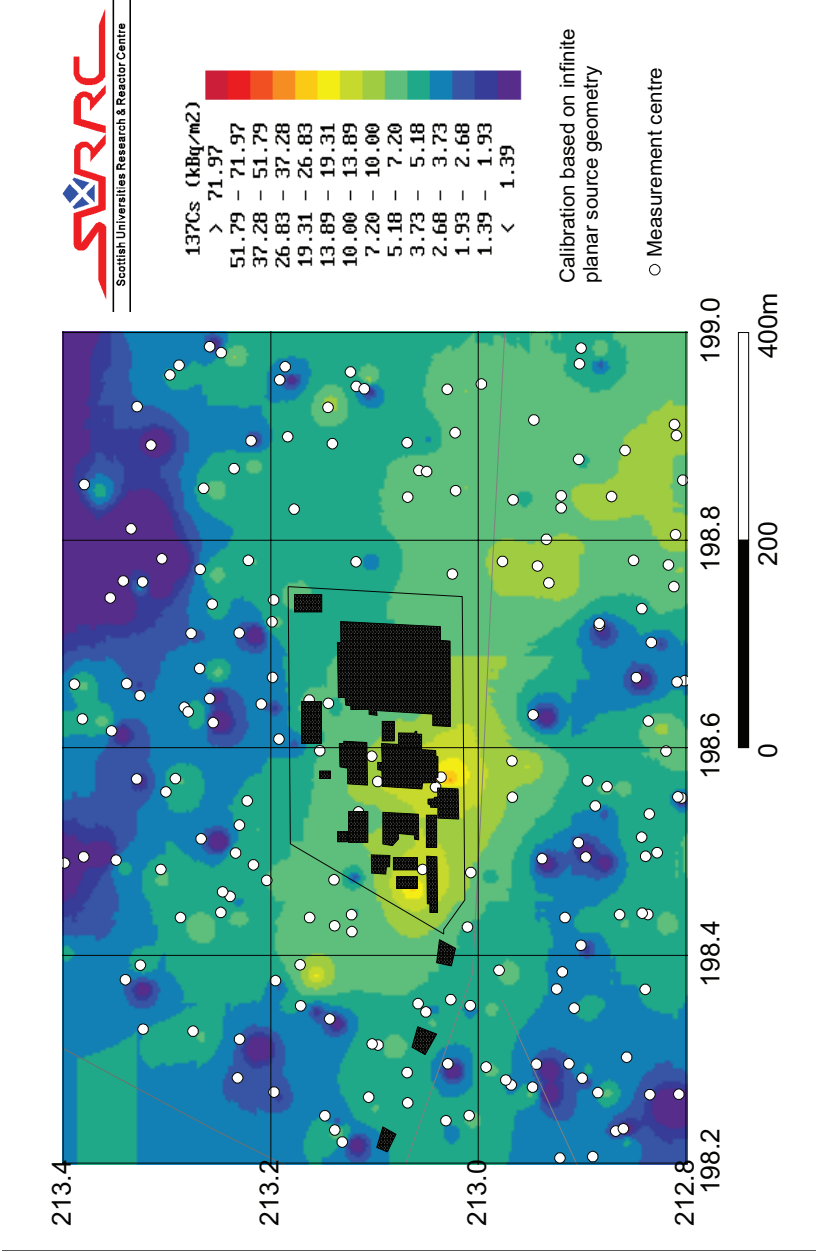 SURRC
Scottish Universities Research & Reactor Centre
137Cs (kBq/m2)
> 71.97
51.79 – 71.97
37.28 – 51.79
26.83 – 37.28
19.31 – 26.83
13.89 – 19.31
10.00 – 13.89
7.20 – 10.00
5.18 – 7.20
3.73 – 5.18
2.68 – 3.73
1.93 – 2.68
1.39 – 1.93
< 1.39
Calibration based on infinite
planar source geometry
Measurement centre
213.4
213.2
213.0
212.8
198.2
198.4
198.6
198.8
199.0
0
200
400m